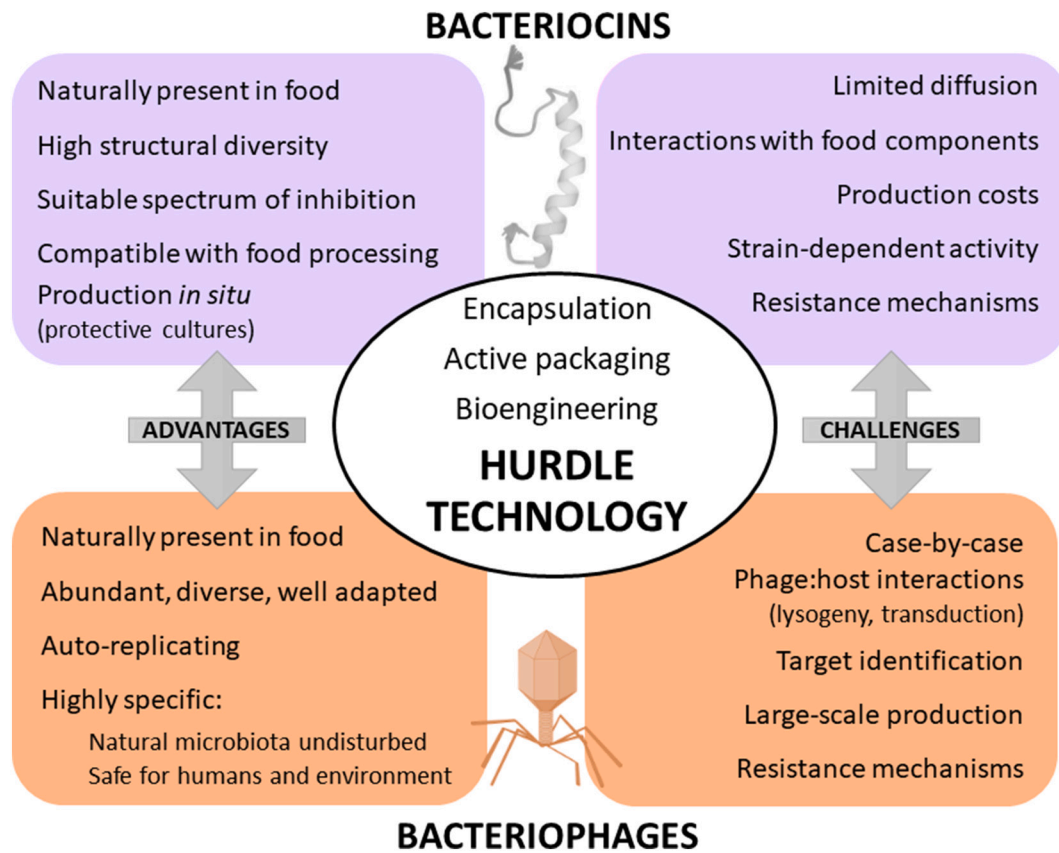 BACTERIOCINS
Naturally present in food
High structural diversity
Suitable spectrum of inhibition
Compatible with food processing
Production in situ
(protective cultures)
Limited diffusion
Interactions with food components
Production costs
Strain-dependent activity
Resistance mechanisms
Encapsulation
Active packaging
Bioengineering
HURDLE
TECHNOLOGY
ADVANTAGES
CHALLENGES
Naturally present in food
Abundant, diverse, well adapted
Auto-replicating
Highly specific:
Natural microbiota undisturbed
Safe for humans and environment
Case-by-case
Phage:host interactions
(lysogeny, transduction)
Target identification
Large-scale production
Resistance mechanisms
BACTERIOPHAGES